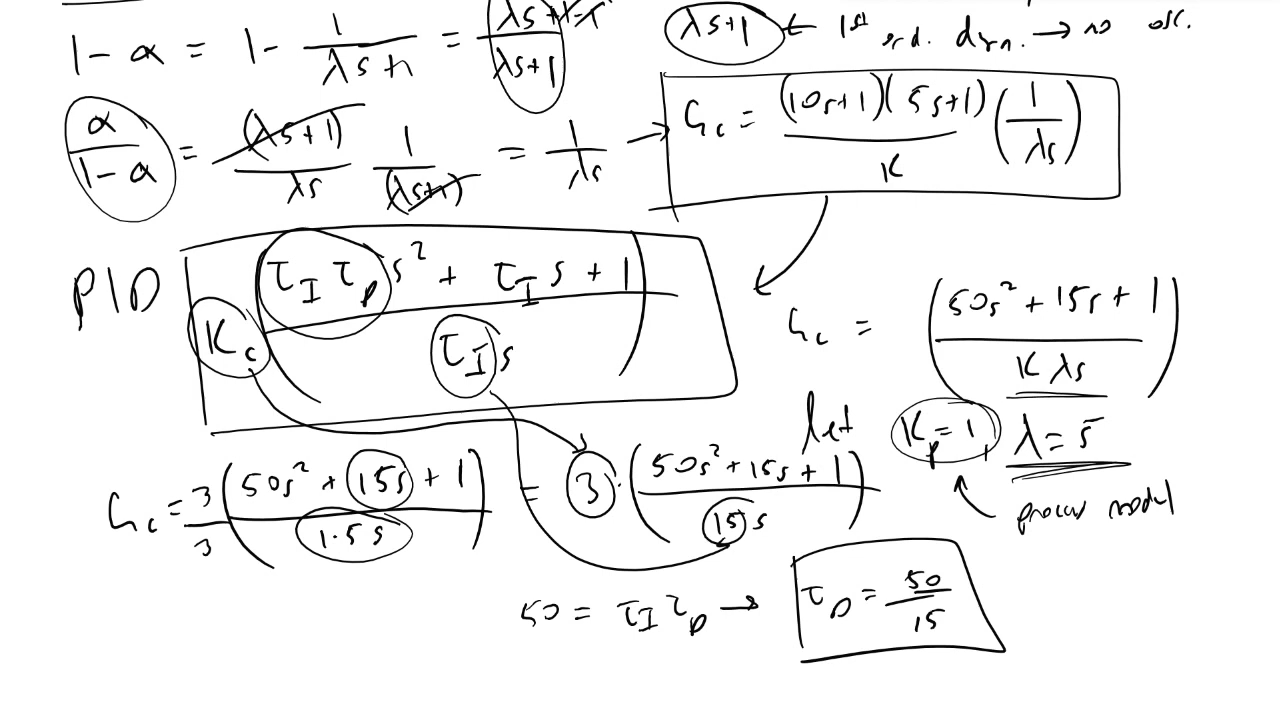 1 - α = 1 - 1/(λs+1) = (λs+1-1)/(λs+1)
λs+1 ← 1st ord. dyn. → no osc.
α/(1-α) = (λs+1)/λs · 1/(λs+1) = 1/λs → Gc = (10s+1)(5s+1)/K (1/λs)
PID Kc ((τI τD s² + τI s + 1)/(τI s))
Gc = ((50s² + 15s + 1)/(K λs))
let Kp = 1, λ = 5
process model
Gc = 3/3 ((50s² + 15s + 1)/(1·5s)) = 3·((50s² + 15s + 1)/(15s))
50 = τI τD → τD = 50/15